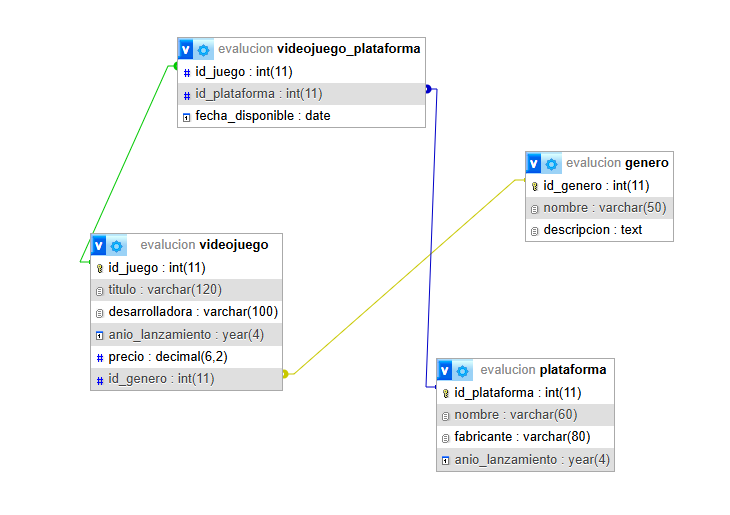 evalucion videojuego_plataforma
# id_juego : int(11)
# id_plataforma : int(11)
fecha_disponible : date
evalucion genero
id_genero : int(11)
nombre : varchar(50)
descripcion : text
evalucion videojuego
id_juego : int(11)
titulo : varchar(120)
desarrolladora : varchar(100)
anio_lanzamiento : year(4)
# precio : decimal(6,2)
# id_genero : int(11)
evalucion plataforma
id_plataforma : int(11)
nombre : varchar(60)
fabricante : varchar(80)
anio_lanzamiento : year(4)